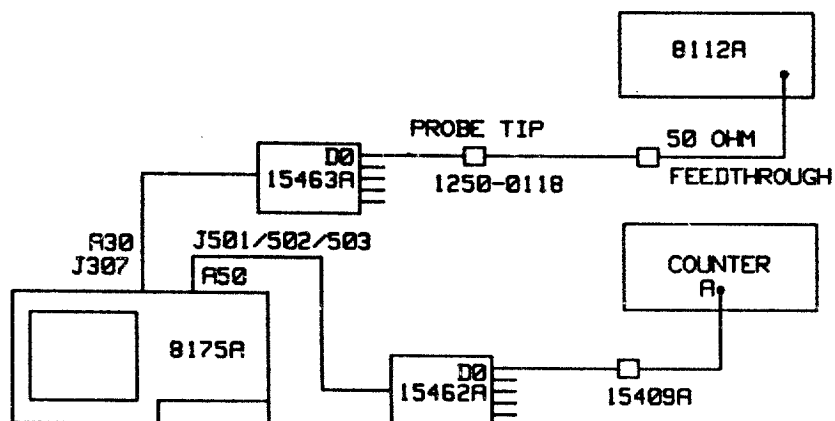 8112A
PROBE TIP
50 OHM
D0
15463A
1250-0118
FEEDTHROUGH
A30
J307
J501/502/503
A50
COUNTER
A
8175A
D0
15462A
15409A